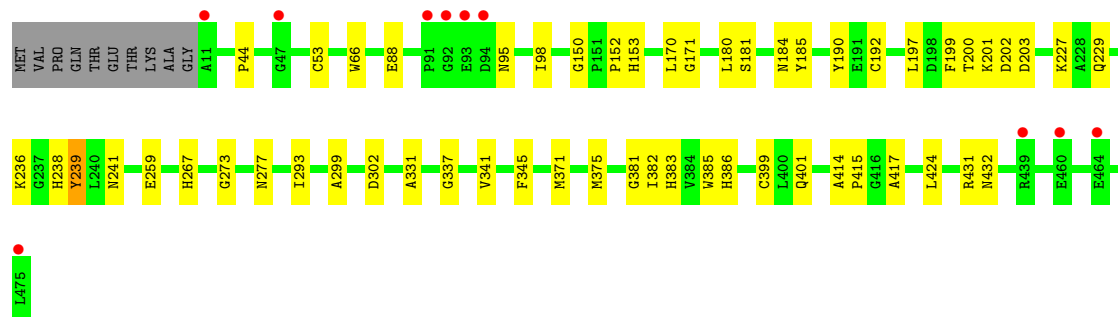 MET VAL PRO GLN THR GLU THR LYS ALA GLY A11 P44 G47 C53 W66 E88 P91 G92 E93 D94 N95 I98 G150 P151 P152 H153 L170 G171 L180 S181 N184 Y185 Y190 E191 C192 L197 D198 F199 T200 K201 D202 D203 K227 A228 Q229
K236 G237 H238 Y239 L240 N241 E259 H267 G273 N277 I293 A299 D302 A331 G337 V341 F345 M371 M375 G381 I382 H383 V384 W385 H386 C399 L400 Q401 A414 P415 G416 A417 L424 R431 N432 R439 E460 E464
L475